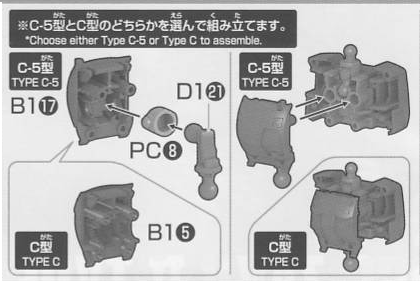 ※C-5型とC型のどちらかを選んで組み立てます。
*Choose either Type C-5 or Type C to assemble.
C-5型
TYPE C-5
B1⑰
D1㉑
PC⑧
C型
TYPE C
B1⑤
C-5型
TYPE C-5
C型
TYPE C